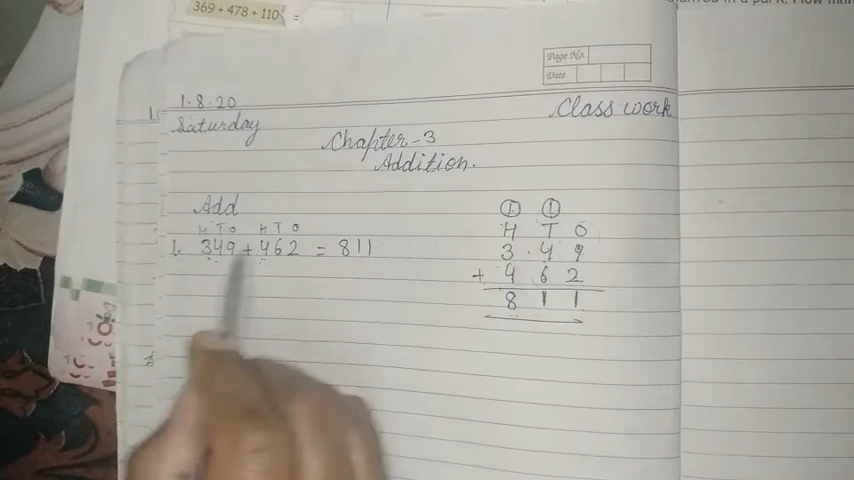 369 + 478 + 110 =
Page No.
Date
1.8.20
Class work
Saturday
Chapter-3
Addition.
Add
H T O H T O
1. 349 + 462 = 811
1 1
H T O
3 4 9
+ 4 6 2
8 1 1